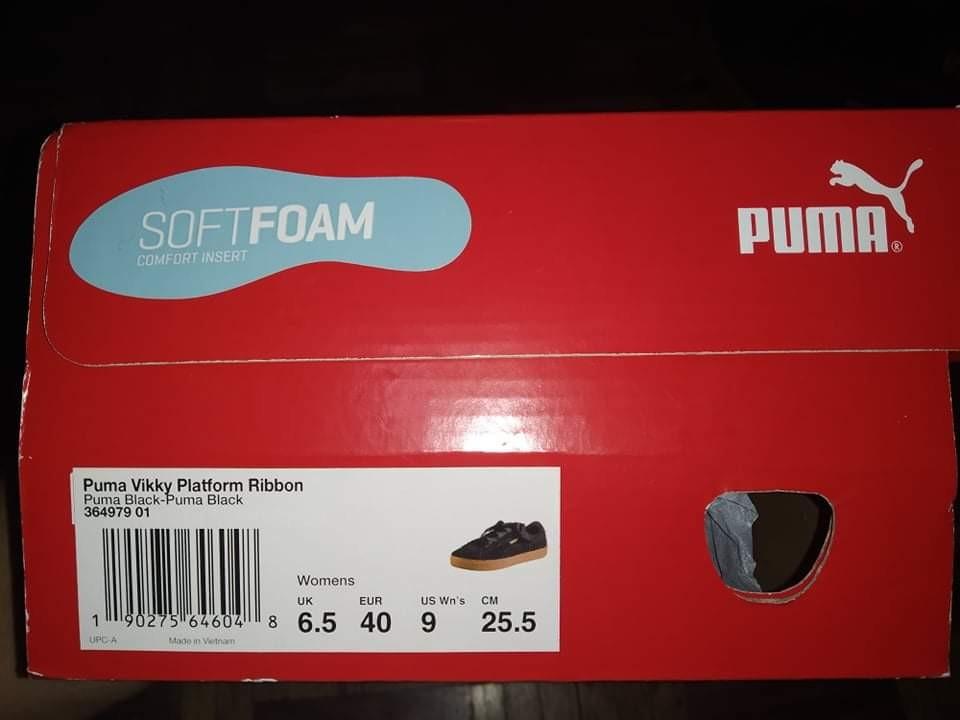 SOFTFOAM
COMFORT INSERT
PUMA®
Puma Vikky Platform Ribbon
Puma Black-Puma Black
364979 01
Womens
UK EUR US Wn's CM
6.5 40 9 25.5
1 90275 64604 8
UPC-A Made in Vietnam